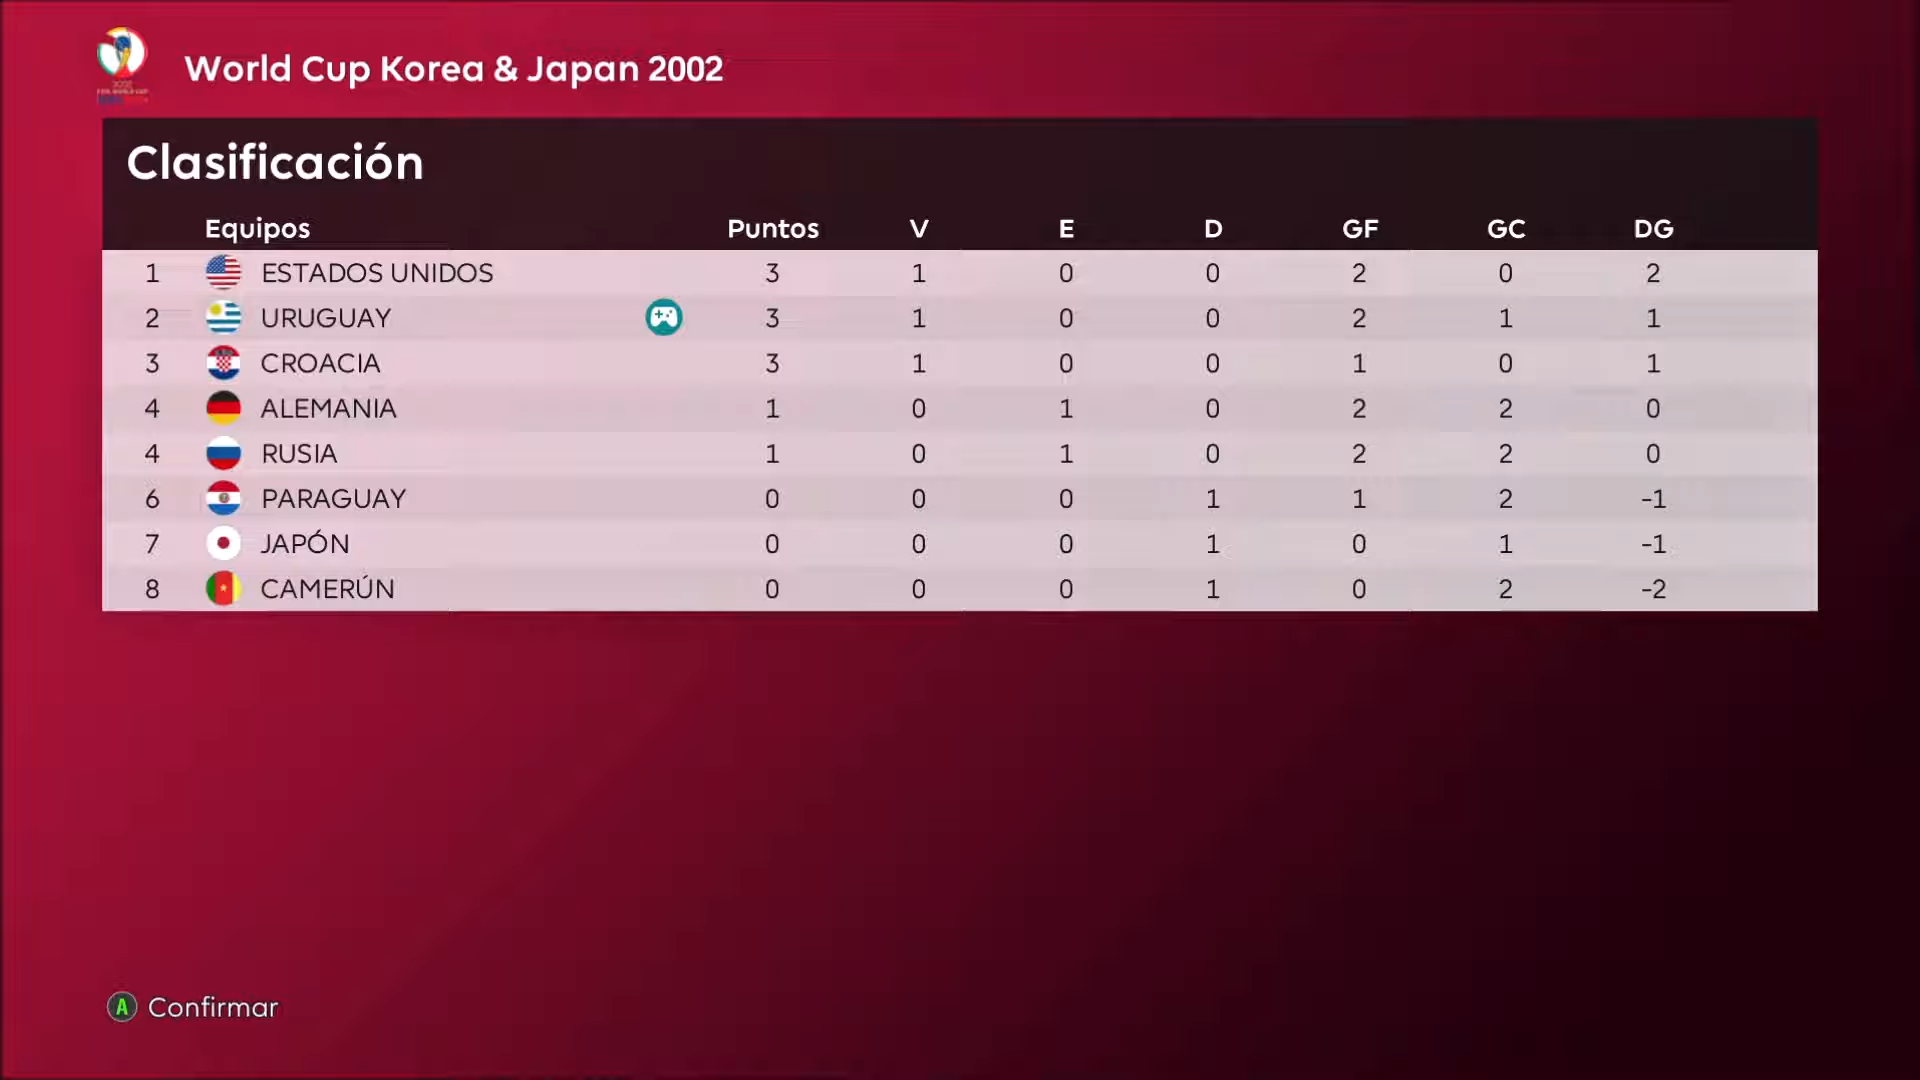 World Cup Korea & Japan 2002
Clasificación
Equipos Puntos V E D GF GC DG
1 ESTADOS UNIDOS 3 1 0 0 2 0 2
2 URUGUAY 3 1 0 0 2 1 1
3 CROACIA 3 1 0 0 1 0 1
4 ALEMANIA 1 0 1 0 2 2 0
4 RUSIA 1 0 1 0 2 2 0
6 PARAGUAY 0 0 0 1 1 2 -1
7 JAPÓN 0 0 0 1 0 1 -1
8 CAMERÚN 0 0 0 1 0 2 -2
A Confirmar